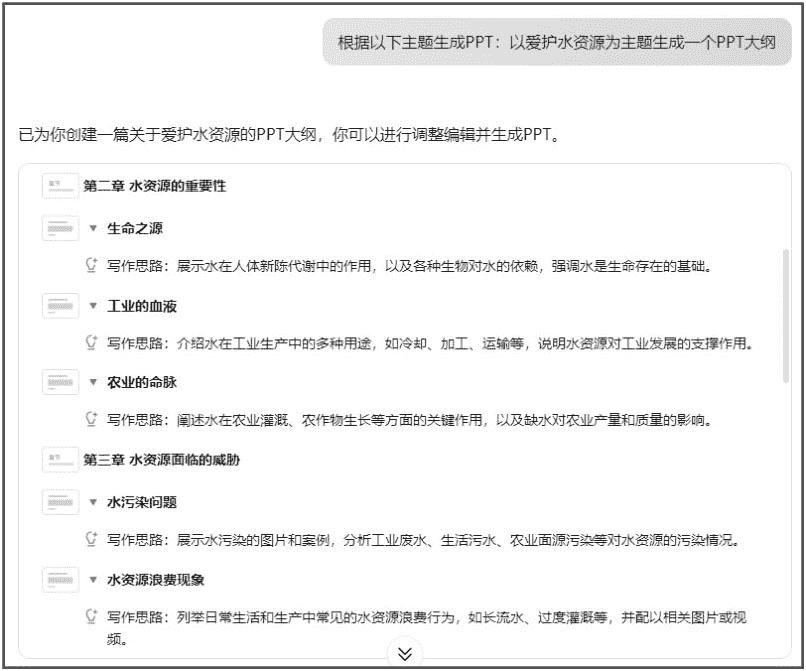 根据以下主题生成PPT：以爱护水资源为主题生成一个PPT大纲
已为你创建一篇关于爱护水资源的PPT大纲，你可以进行调整编辑并生成PPT。
章节
第二章 水资源的重要性
生命之源
写作思路：展示水在人体新陈代谢中的作用，以及各种生物对水的依赖，强调水是生命存在的基础。
工业的血液
写作思路：介绍水在工业生产中的多种用途，如冷却、加工、运输等，说明水资源对工业发展的支撑作用。
农业的命脉
写作思路：阐述水在农业灌溉、农作物生长等方面的关键作用，以及缺水对农业产量和质量的影响。
章节
第三章 水资源面临的威胁
水污染问题
写作思路：展示水污染的图片和案例，分析工业废水、生活污水、农业面源污染等对水资源的污染情况。
水资源浪费现象
写作思路：列举日常生活和生产中常见的水资源浪费行为，如长流水、过度灌溉等，并配以相关图片或视
频。